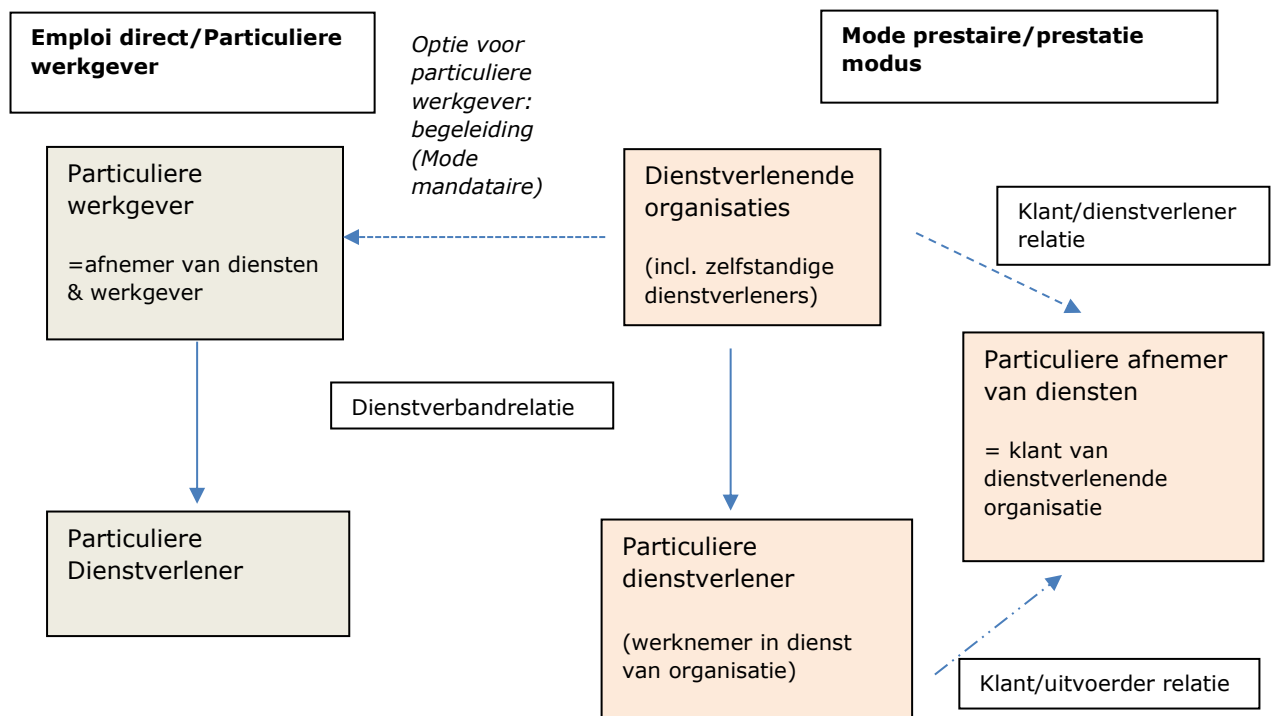 Emploi direct/Particuliere
werkgever
Optie voor
particuliere
werkgever:
begeleiding
(Mode
mandataire)
Mode prestaire/prestatie
modus
Particuliere
werkgever
=afnemer van diensten
& werkgever
Dienstverlenende
organisaties
(incl. zelfstandige
dienstverleners)
Klant/dienstverlener
relatie
Particuliere afnemer
van diensten
= klant van
dienstverlenende
organisatie
Dienstverbandrelatie
Particuliere
Dienstverlener
Particuliere
dienstverlener
(werknemer in dienst
van organisatie)
Klant/uitvoerder relatie